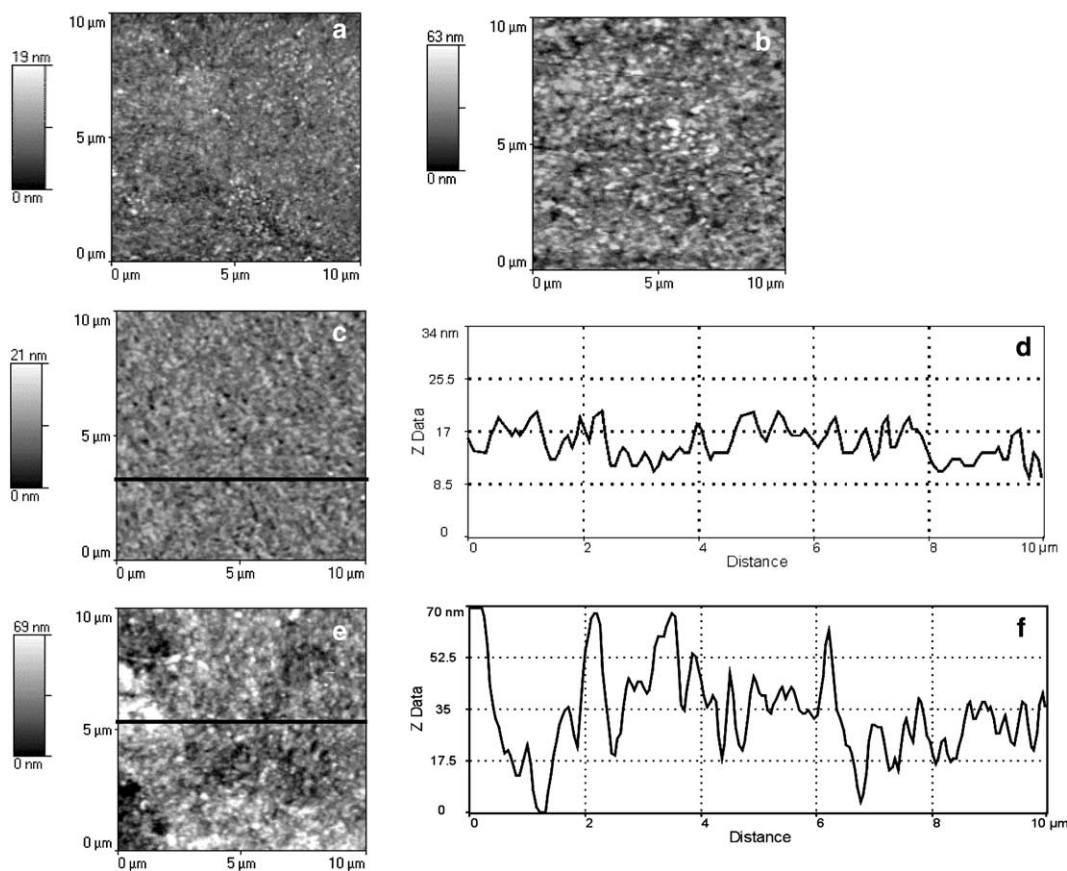 19 nm
0 nm
10 µm
5 µm
0 µm
0 µm 5 µm 10 µm
a
63 nm
0 nm
10 µm
5 µm
0 µm
0 µm 5 µm 10 µm
b
21 nm
0 nm
10 µm
5 µm
0 µm
0 µm 5 µm 10 µm
c
34 nm
25.5
17
8.5
0
Z Data
0 2 4 6 8 10 µm
Distance
d
69 nm
0 nm
10 µm
5 µm
0 µm
0 µm 5 µm 10 µm
e
70 nm
52.5
35
17.5
0
Z Data
0 2 4 6 8 10 µm
Distance
f